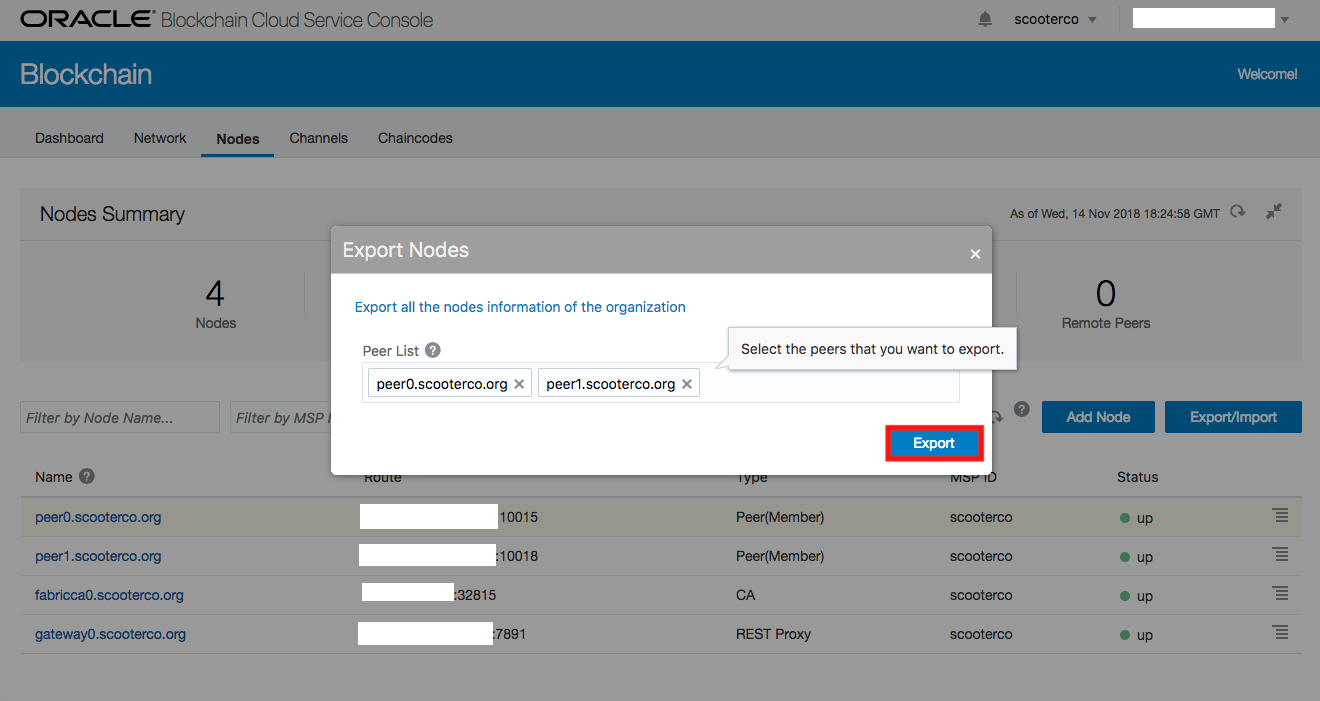 ORACLE® Blockchain Cloud Service Console
scooterco
Blockchain
Welcome!
Dashboard Network Nodes Channels Chaincodes
Nodes Summary
As of Wed, 14 Nov 2018 18:24:58 GMT
Export Nodes
×
4
Nodes
0
Remote Peers
Export all the nodes information of the organization
Select the peers that you want to export.
Peer List ?
peer0.scooterco.org × peer1.scooterco.org ×
Filter by Node Name... Filter by MSP
?
Add Node Export/Import
Export
Name ? Route Type MSP ID Status
peer0.scooterco.org :10015 Peer(Member) scooterco up
peer1.scooterco.org :10018 Peer(Member) scooterco up
fabricca0.scooterco.org :32815 CA scooterco up
gateway0.scooterco.org :7891 REST Proxy scooterco up